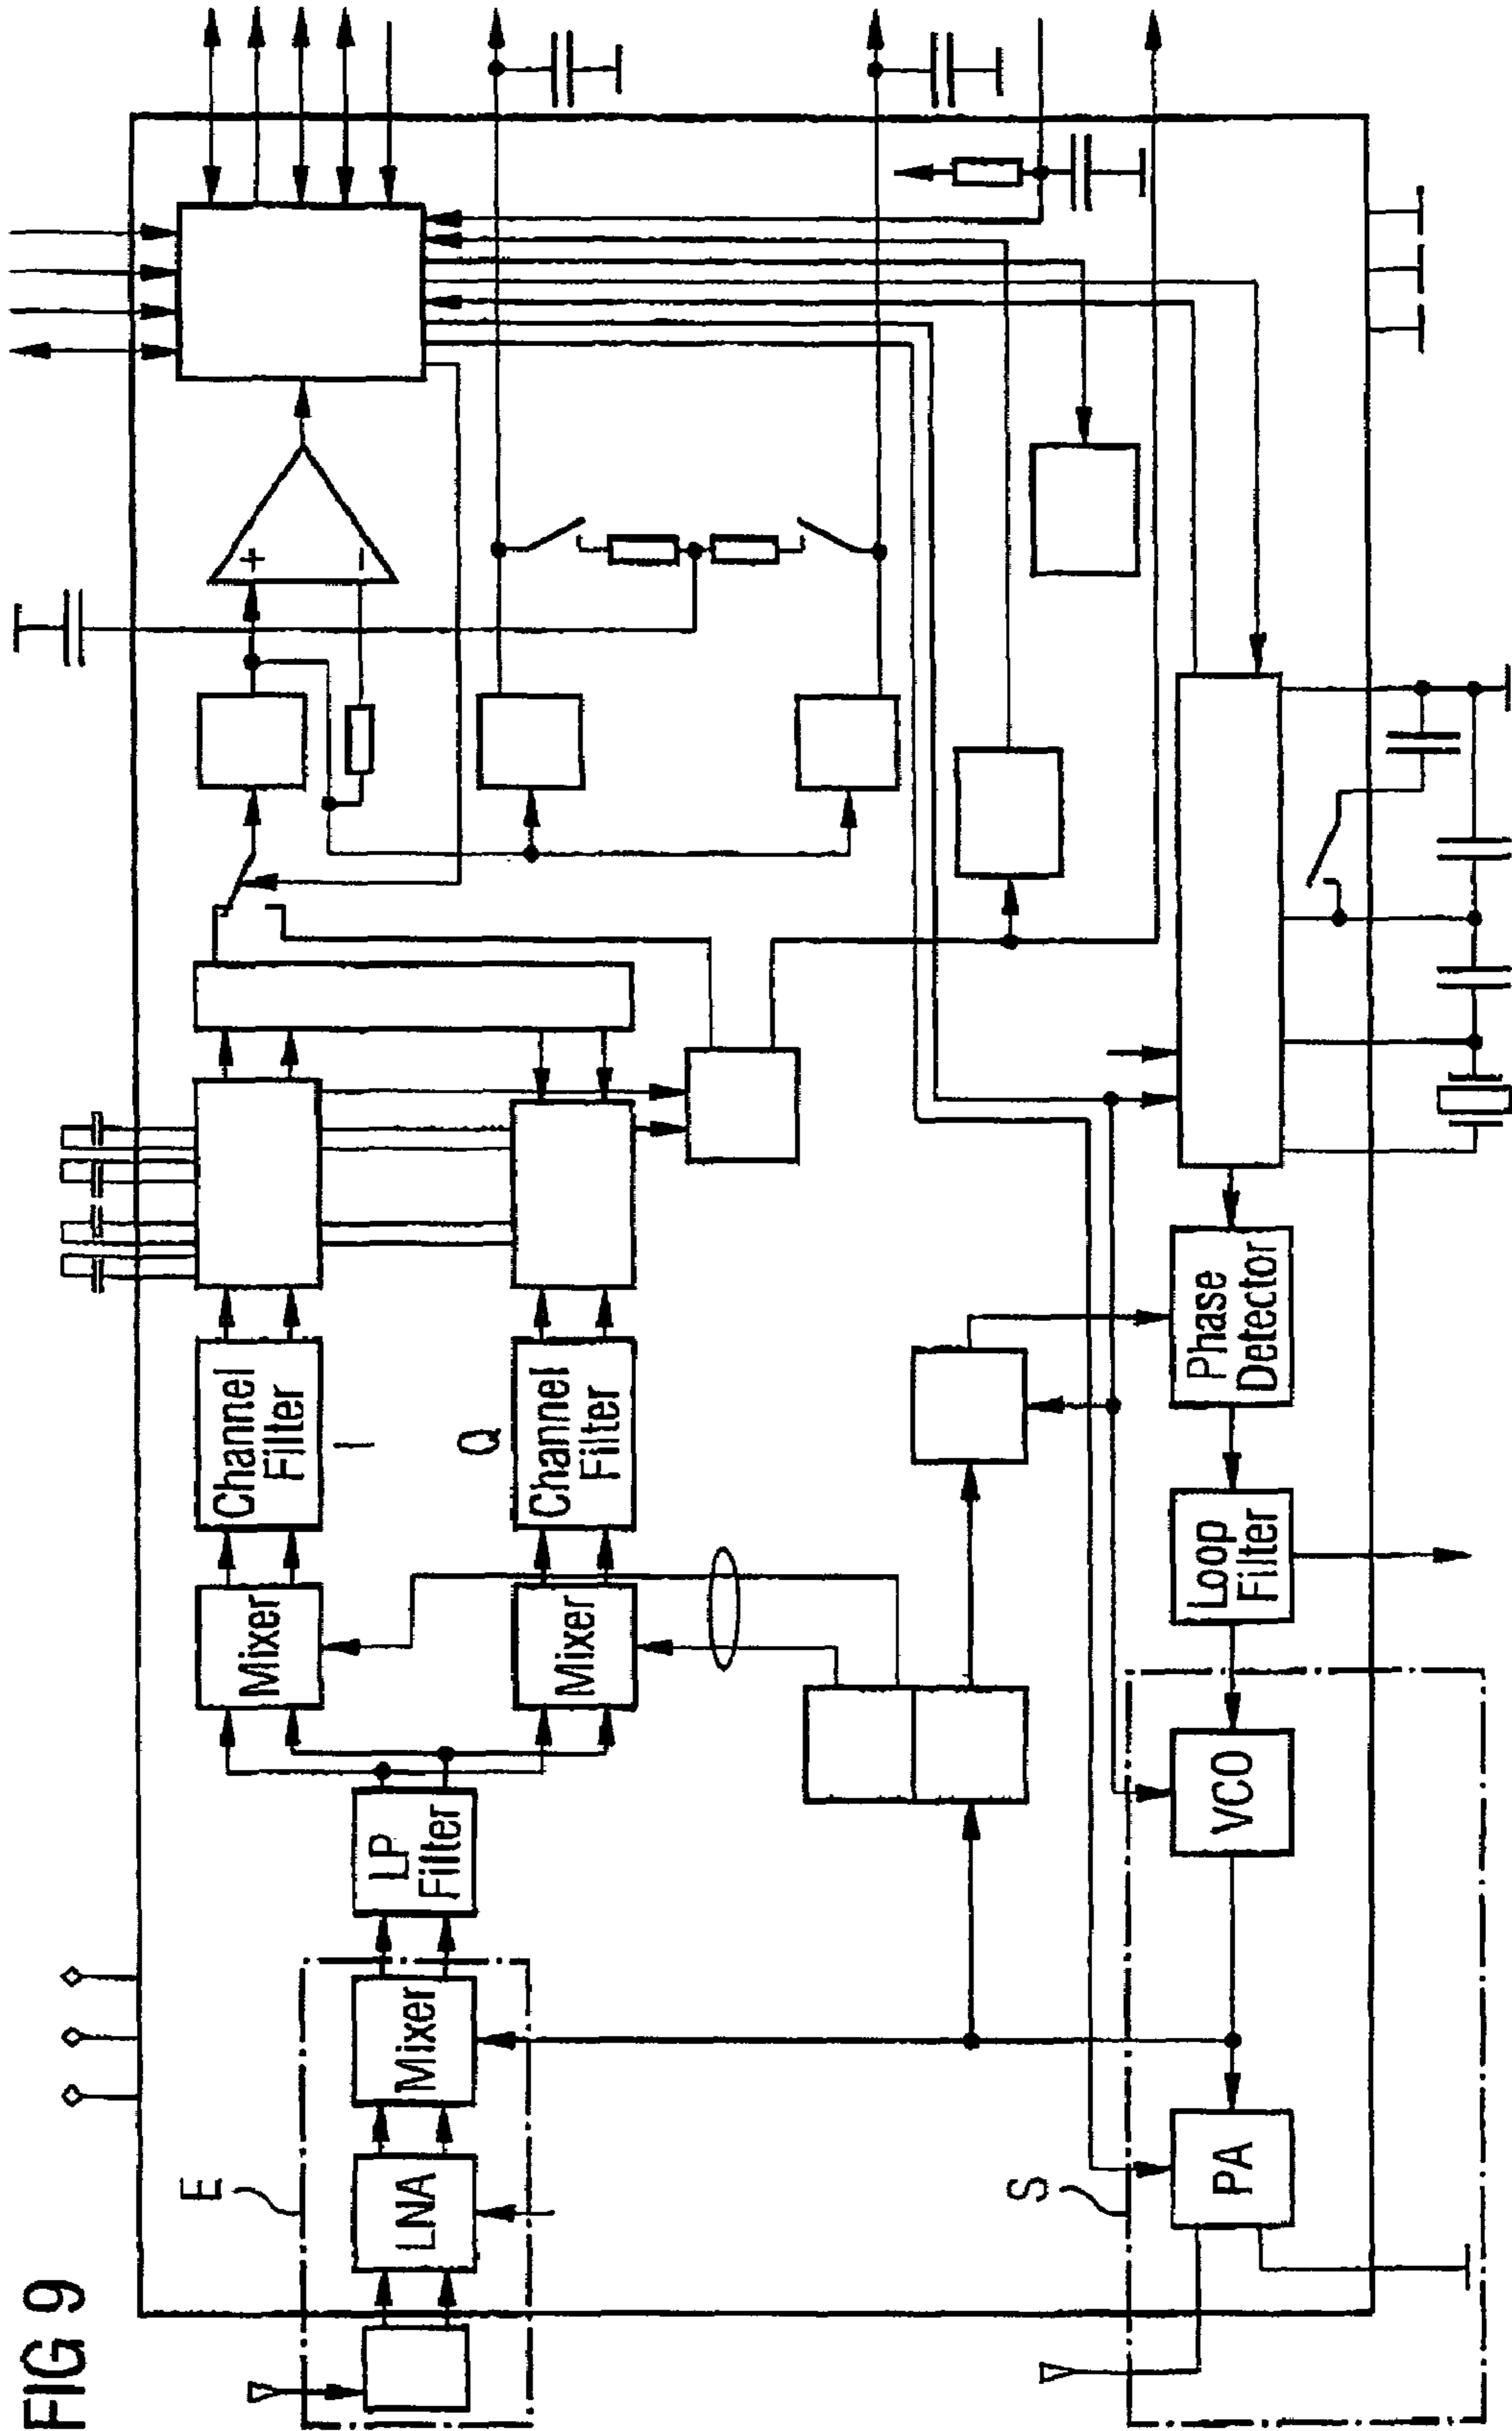 FIG 9
E
LNA
Mixer
LP
Filter
Mixer
Channel
Filter
I
Mixer
Channel
Filter
Q
+
−
S
PA
VCO
Loop
Filter
Phase
Detector